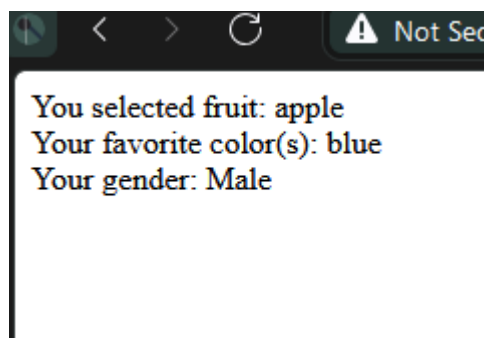 Not Sec
You selected fruit: apple
Your favorite color(s): blue
Your gender: Male